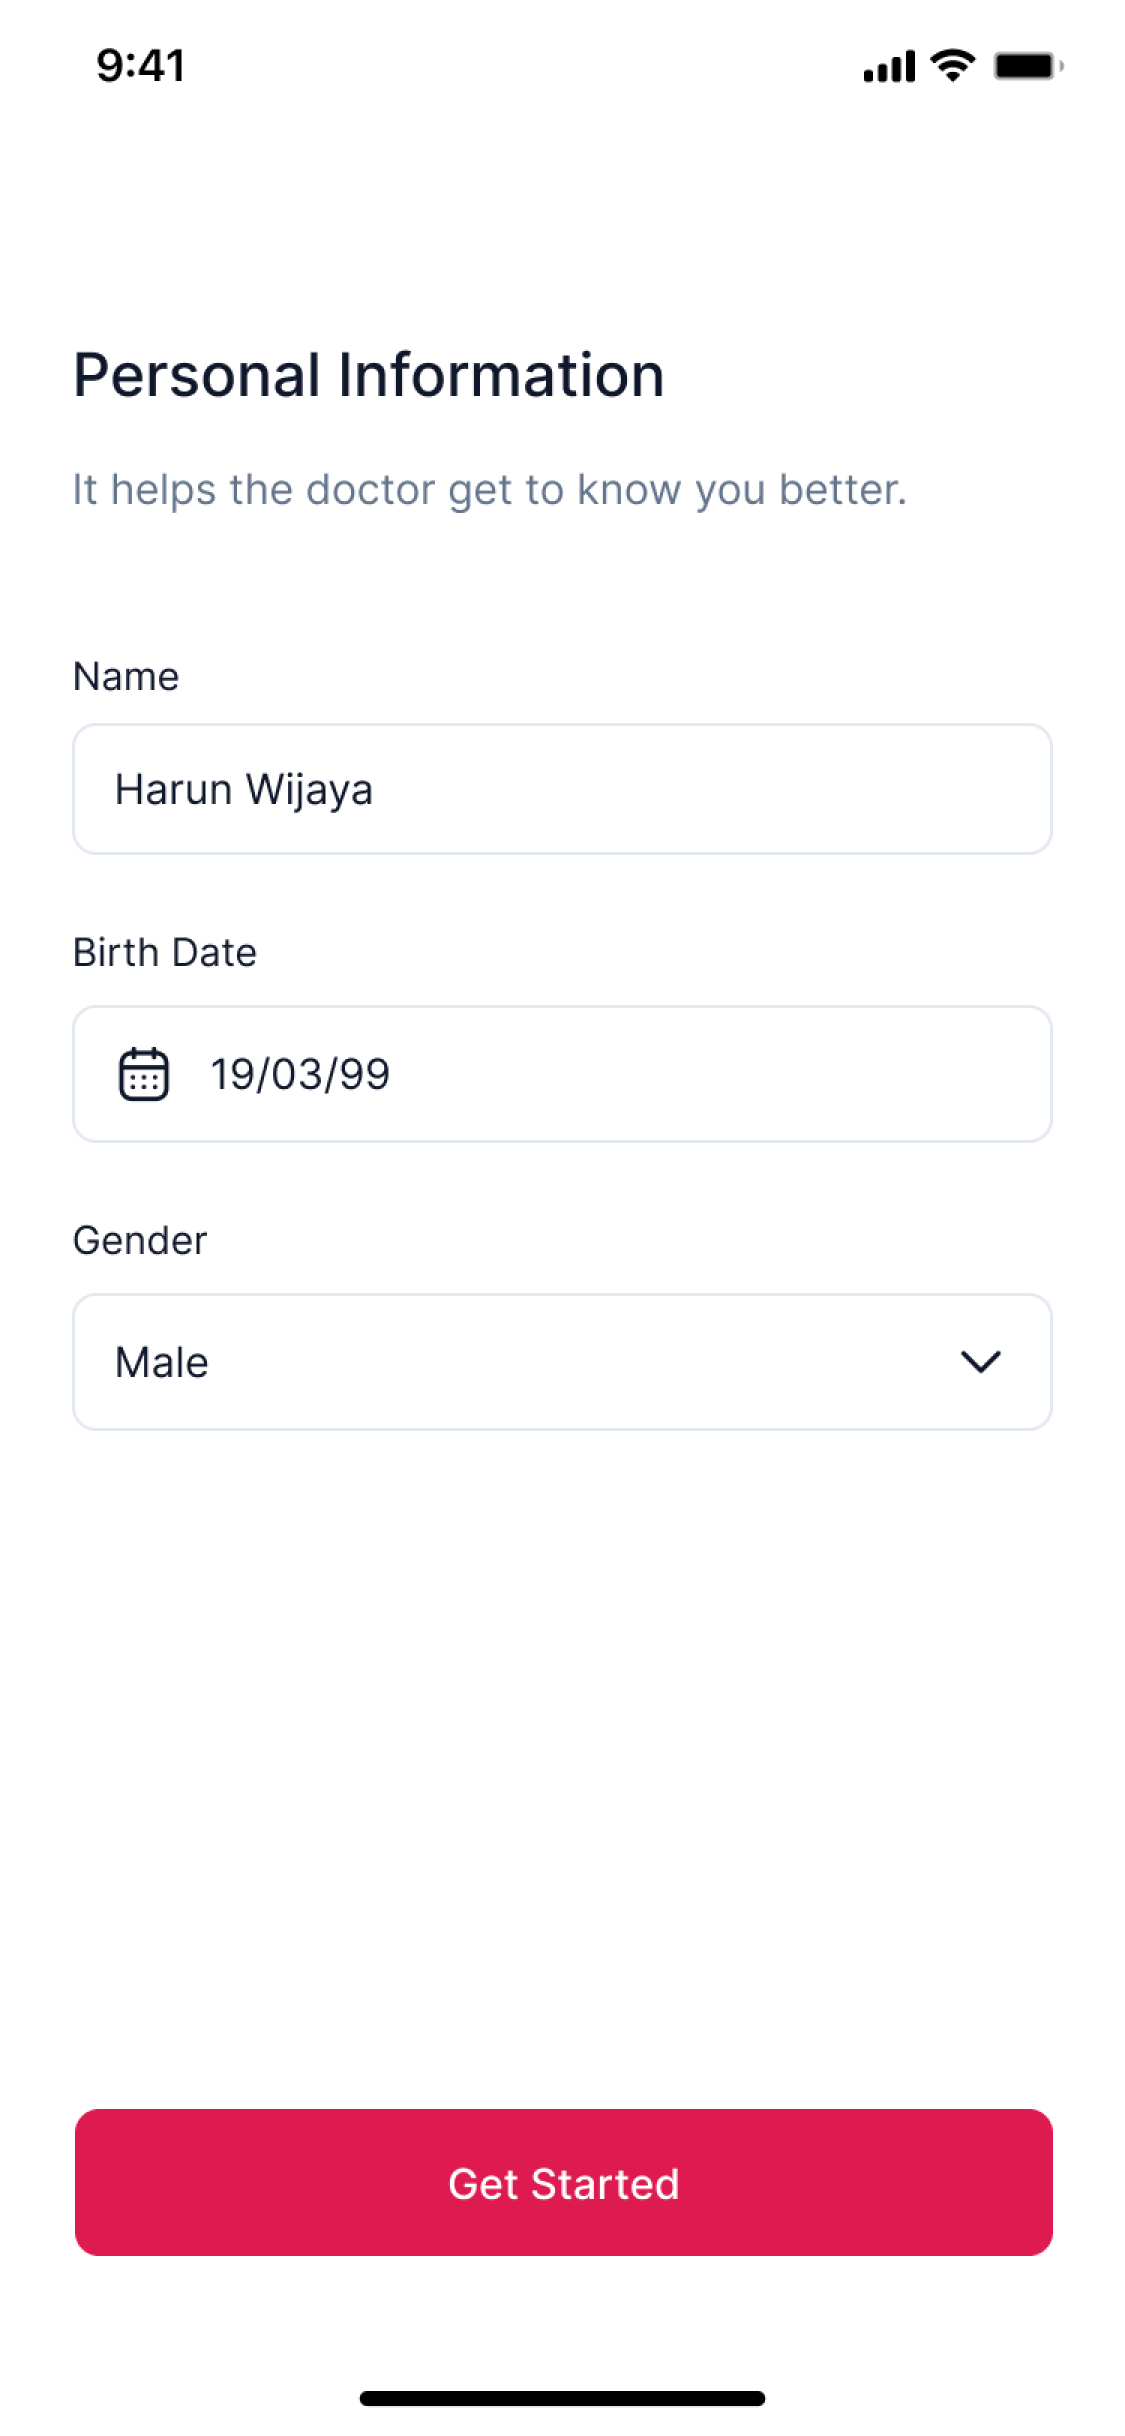 9:41
Personal Information
It helps the doctor get to know you better.
Name
Harun Wijaya
Birth Date
19/03/99
Gender
Male
Get Started